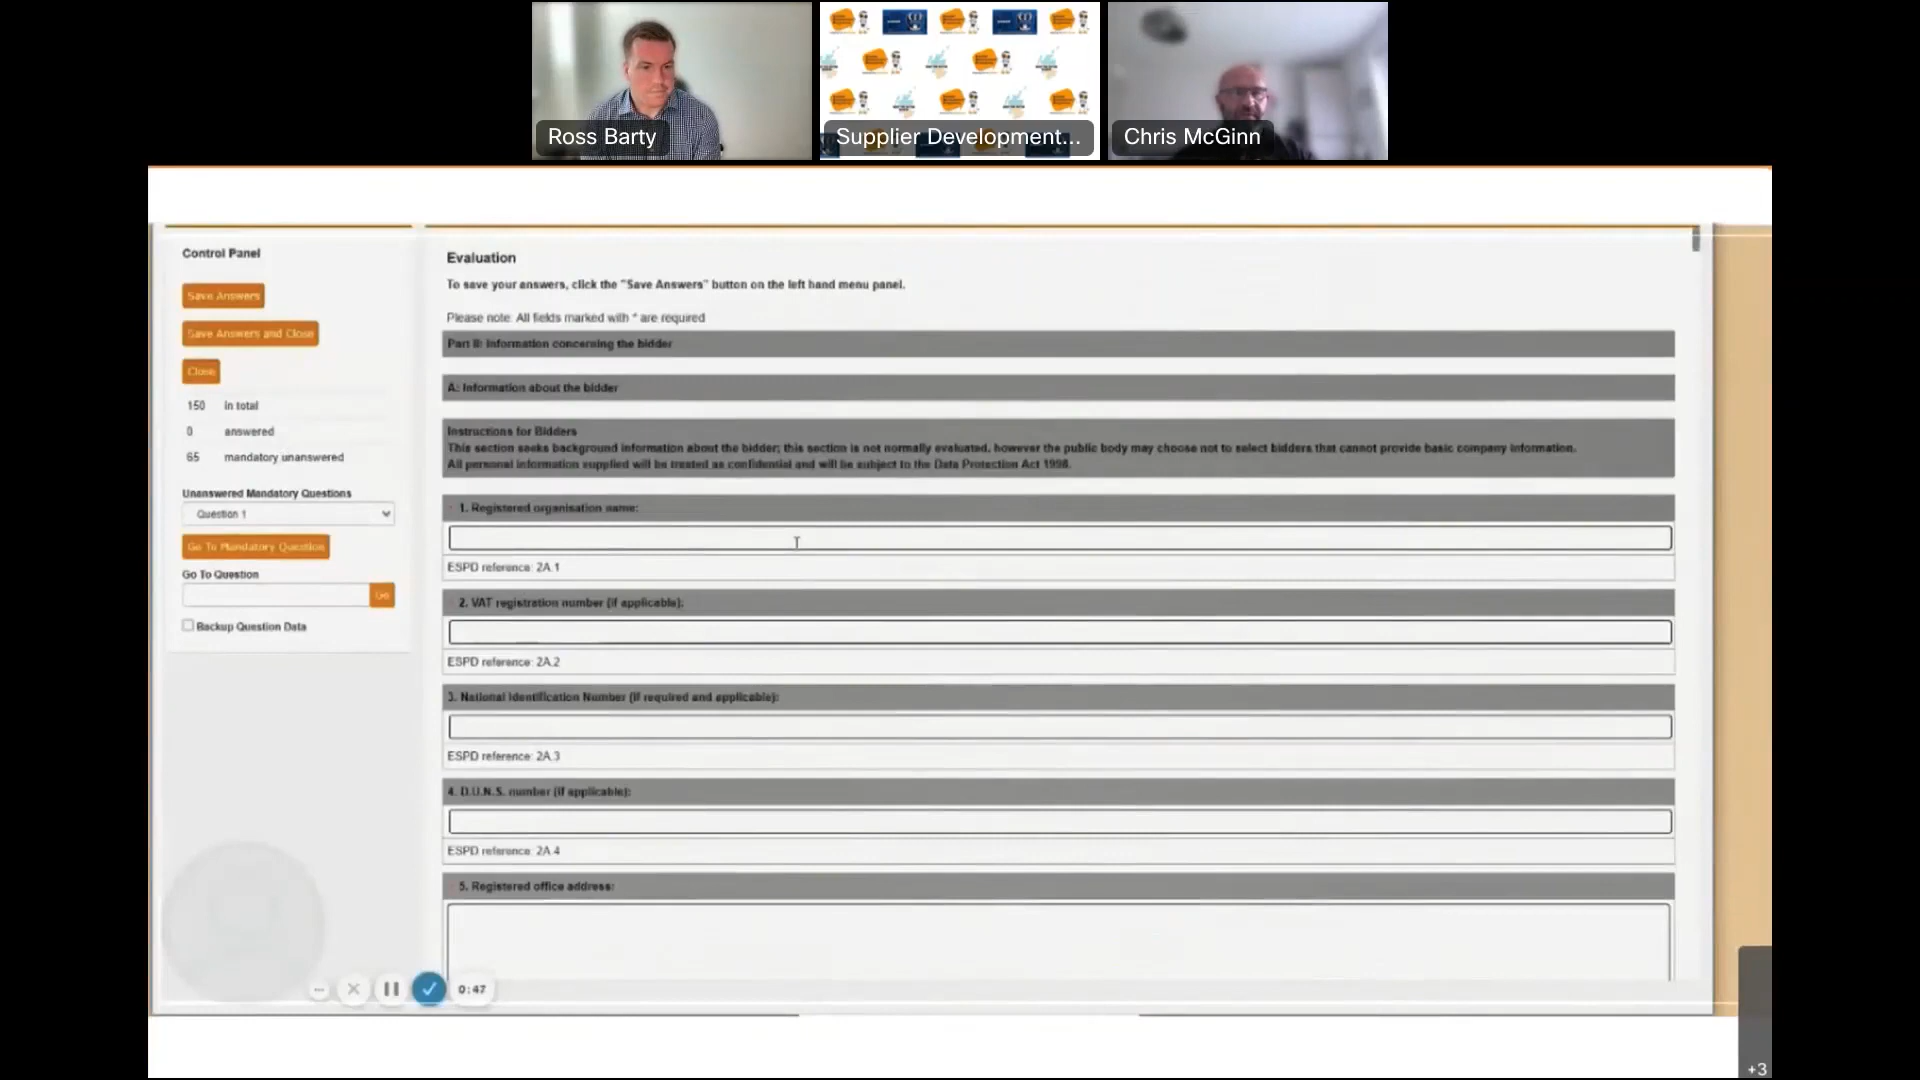 Ross Barty
Supplier Development...
Chris McGinn
Control Panel
Save Answers
Save Answers and Close
Close
150 in total
0 answered
65 mandatory unanswered
Unanswered Mandatory Questions
Question 1
Go To Mandatory Question
Go To Question
Go
Backup Question Data
Evaluation
To save your answers, click the "Save Answers" button on the left hand menu panel.
Please note: All fields marked with * are required
Part II: Information concerning the bidder
A: Information about the bidder
Instructions for Bidders
This section seeks background information about the bidder; this section is not normally evaluated, however the public body may choose not to select bidders that cannot provide basic company information.
All personal information supplied will be treated as confidential and will be subject to the Data Protection Act 1998.
1. Registered organisation name:
ESPD reference: 2A.1
2. VAT registration number (if applicable):
ESPD reference: 2A.2
3. National Identification Number (if required and applicable):
ESPD reference: 2A.3
4. D.U.N.S. number (if applicable):
ESPD reference: 2A.4
5. Registered office address:
0:47
+3